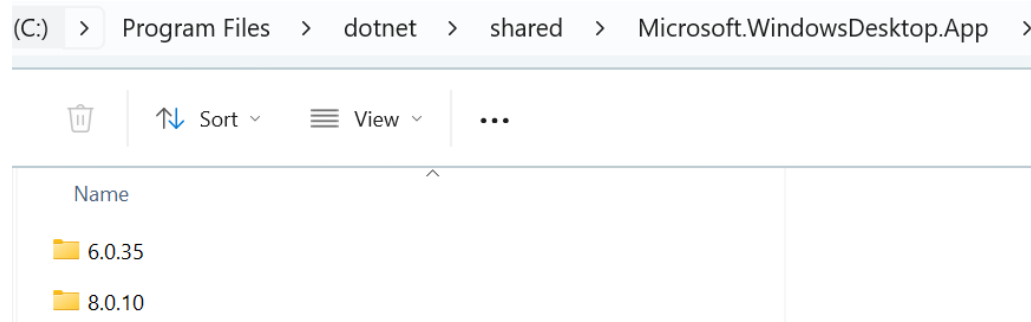 (C:) > Program Files > dotnet > shared > Microsoft.WindowsDesktop.App >
Sort View
Name
6.0.35
8.0.10